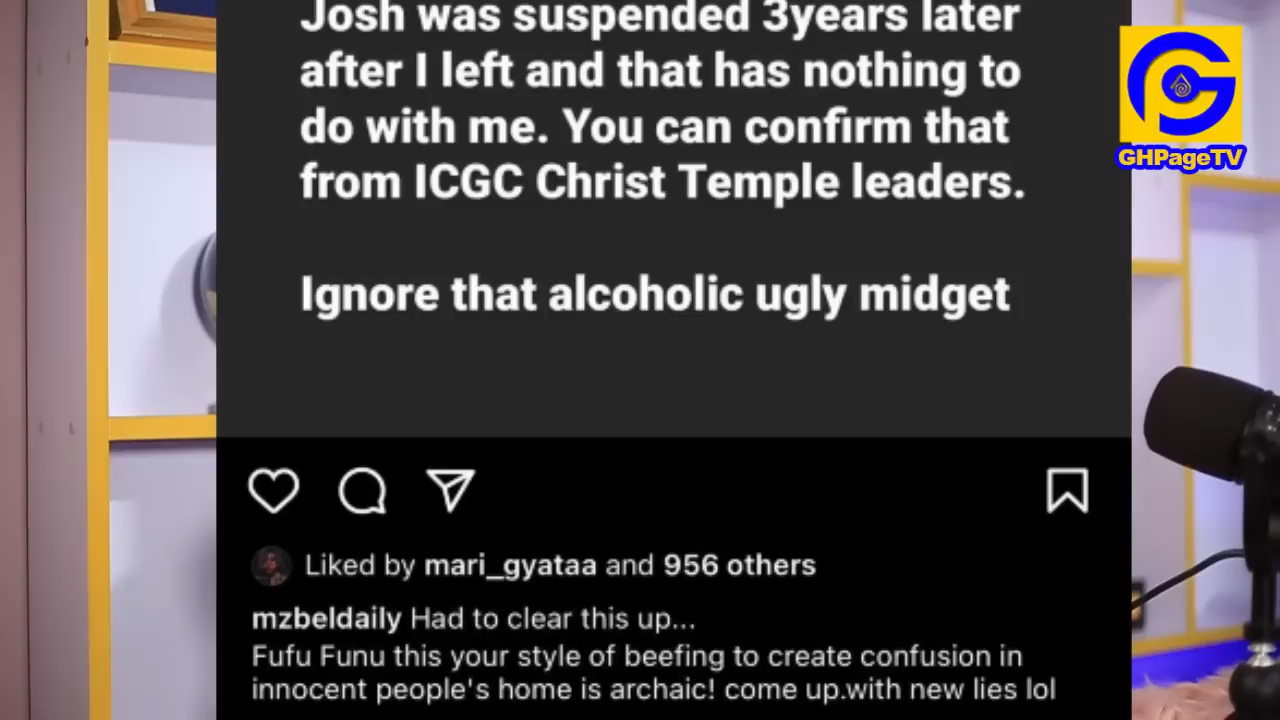 Josh was suspended 3years later
after I left and that has nothing to
do with me. You can confirm that
from ICGC Christ Temple leaders.
Ignore that alcoholic ugly midget
GHPageTV
Liked by mari_gyataa and 956 others
mzbeldaily Had to clear this up...
Fufu Funu this your style of beefing to create confusion in
innocent people's home is archaic! come up.with new lies lol